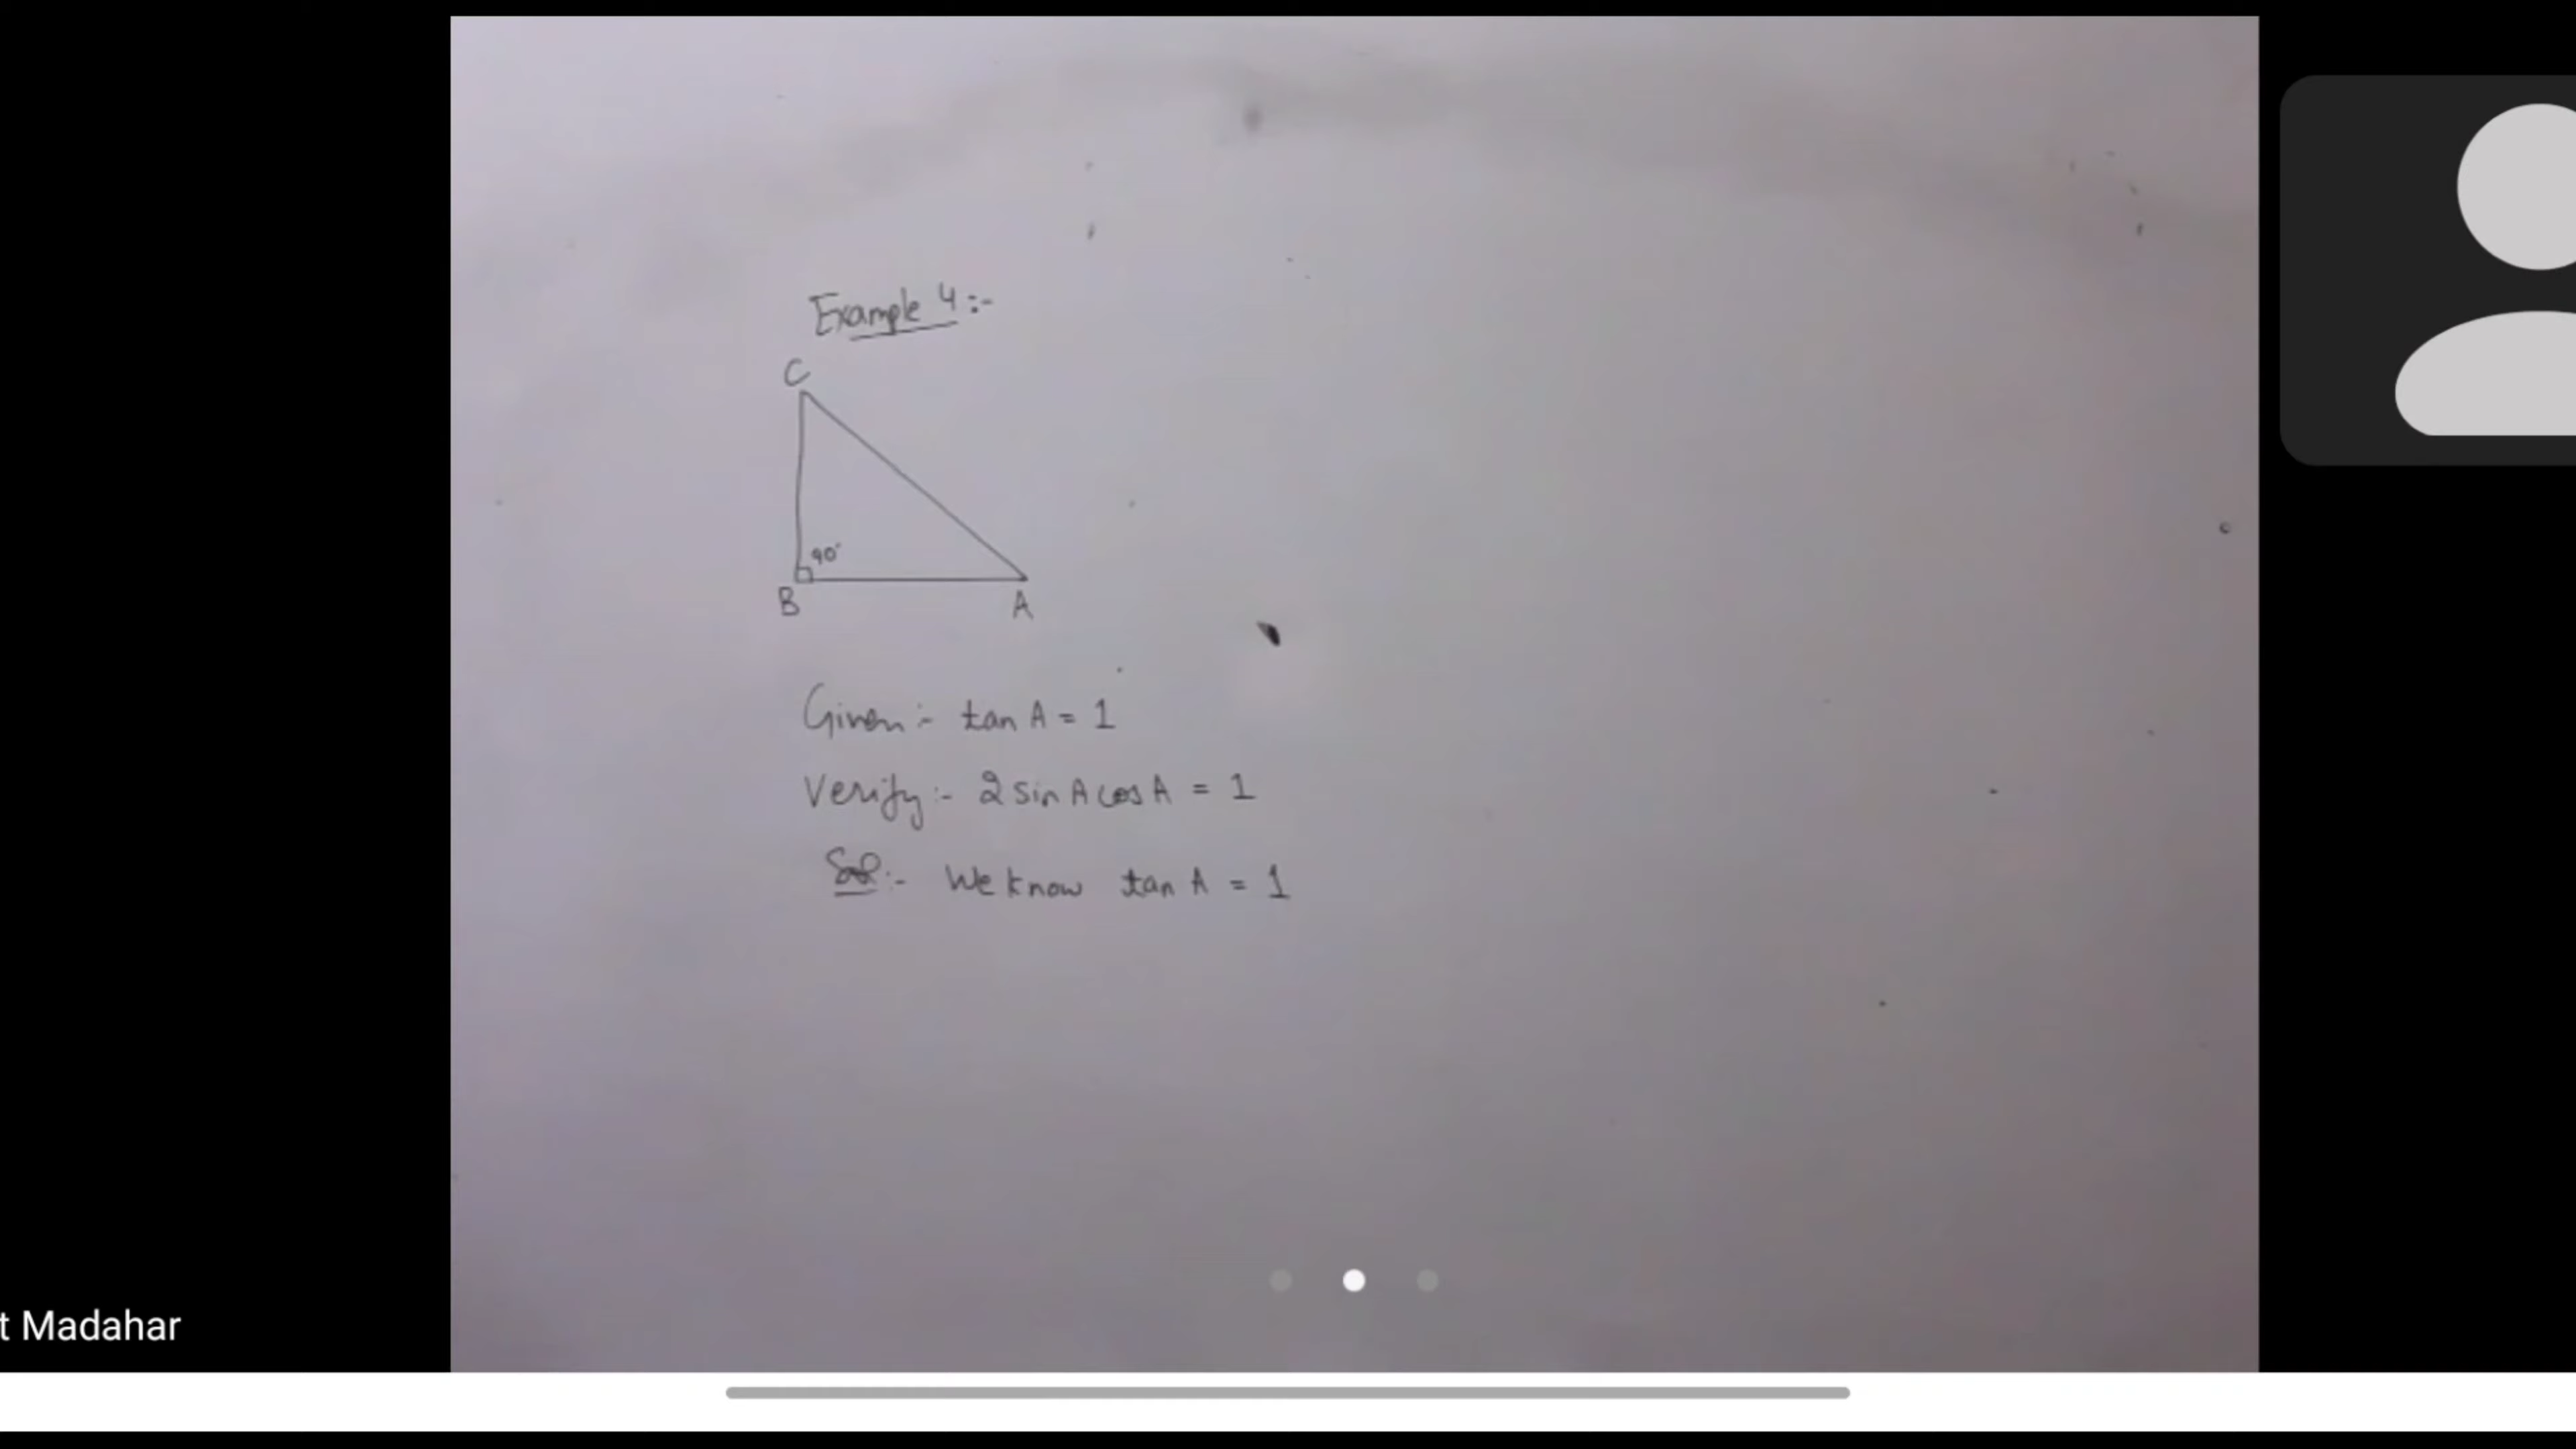 Example 4:-
C
90°
B A
Given:- tan A = 1
Verify:- 2 sin A cos A = 1
Sol:- We know tan A = 1
t Madahar